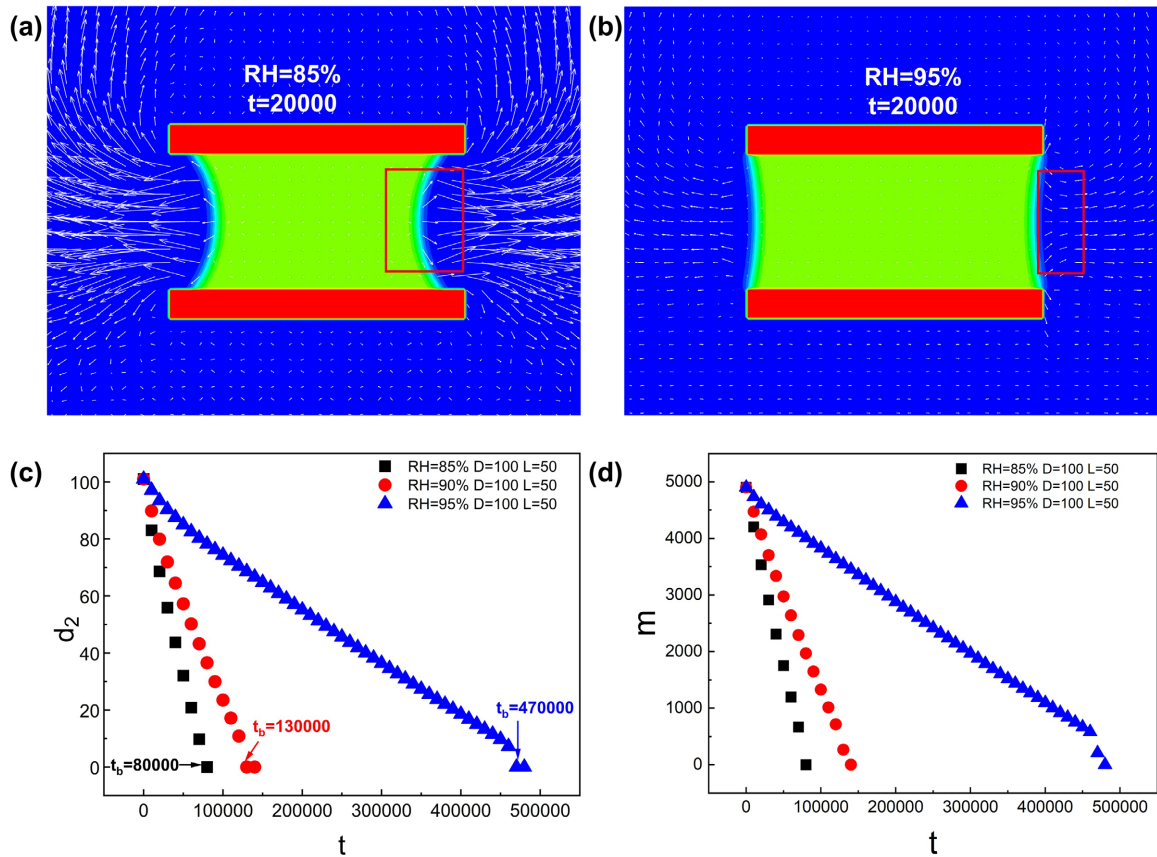 (a)
RH=85%
t=20000
(b)
RH=95%
t=20000
(c)
RH=85% D=100 L=50
RH=90% D=100 L=50
RH=95% D=100 L=50
100
80
60
40
20
0
d₂
t_b=80000
t_b=130000
t_b=470000
0
100000
200000
300000
400000
500000
t
(d)
RH=85% D=100 L=50
RH=90% D=100 L=50
RH=95% D=100 L=50
5000
4000
3000
2000
1000
0
m
0
100000
200000
300000
400000
500000
t